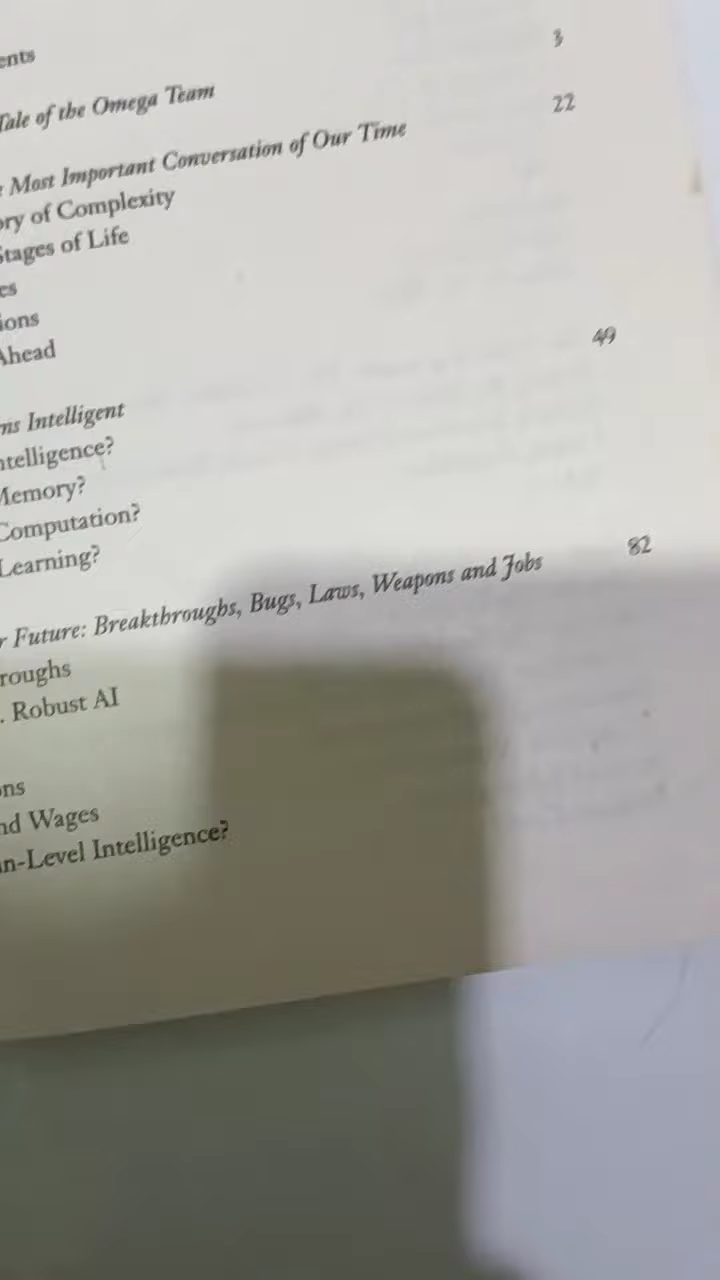 ents
3
Tale of the Omega Team
22
Most Important Conversation of Our Time
ory of Complexity
Stages of Life
es
ions
Ahead
49
ns Intelligent
ntelligence?
Memory?
Computation?
Learning?
82
r Future: Breakthroughs, Bugs, Laws, Weapons and Jobs
roughs
. Robust AI
ons
nd Wages
an-Level Intelligence?